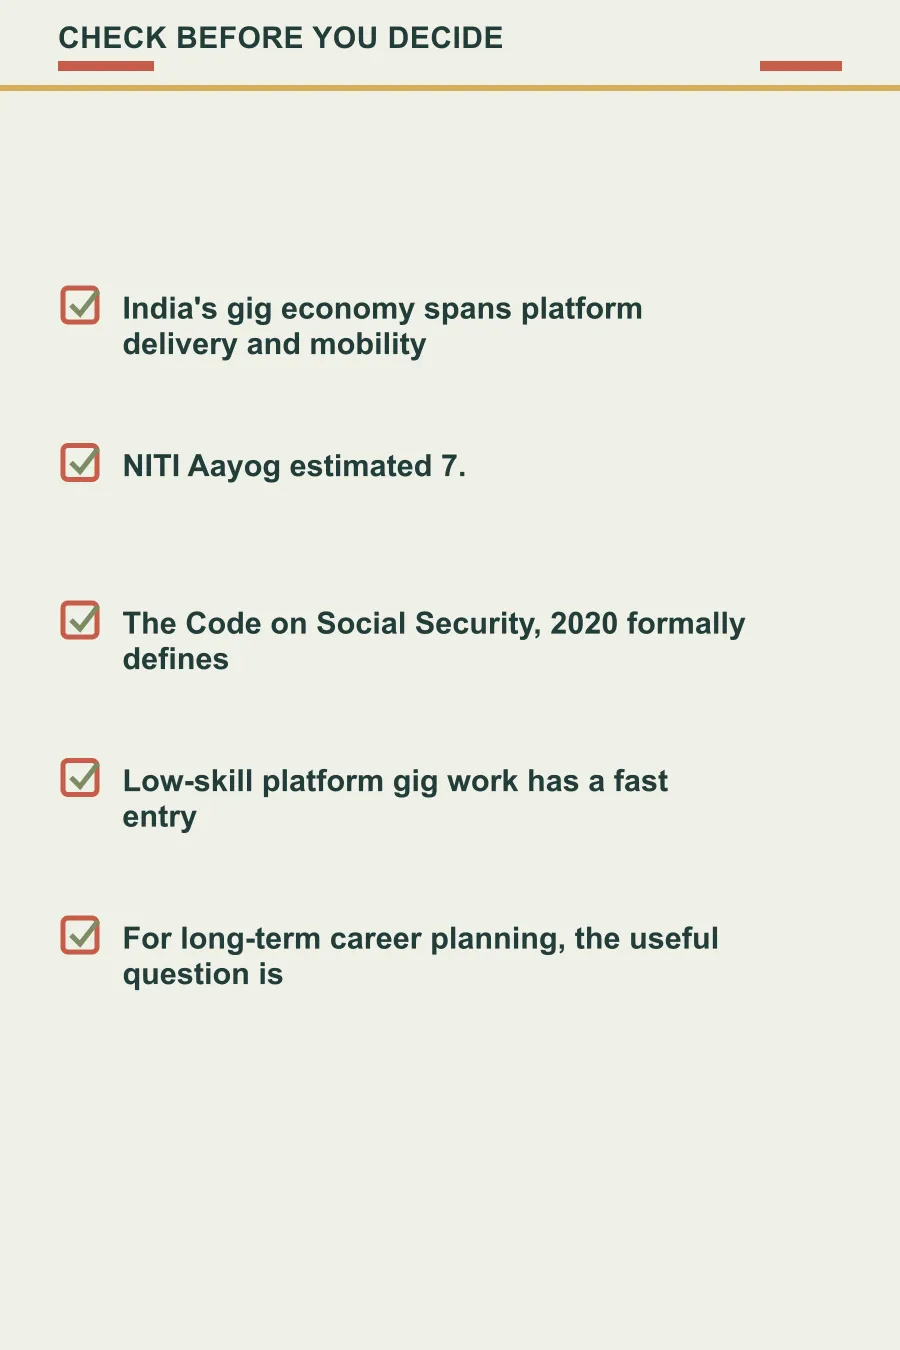 CHECK BEFORE YOU DECIDE
India's gig economy spans platform
delivery and mobility
NITI Aayog estimated 7.
The Code on Social Security, 2020 formally
defines
Low-skill platform gig work has a fast
entry
For long-term career planning, the useful
question is